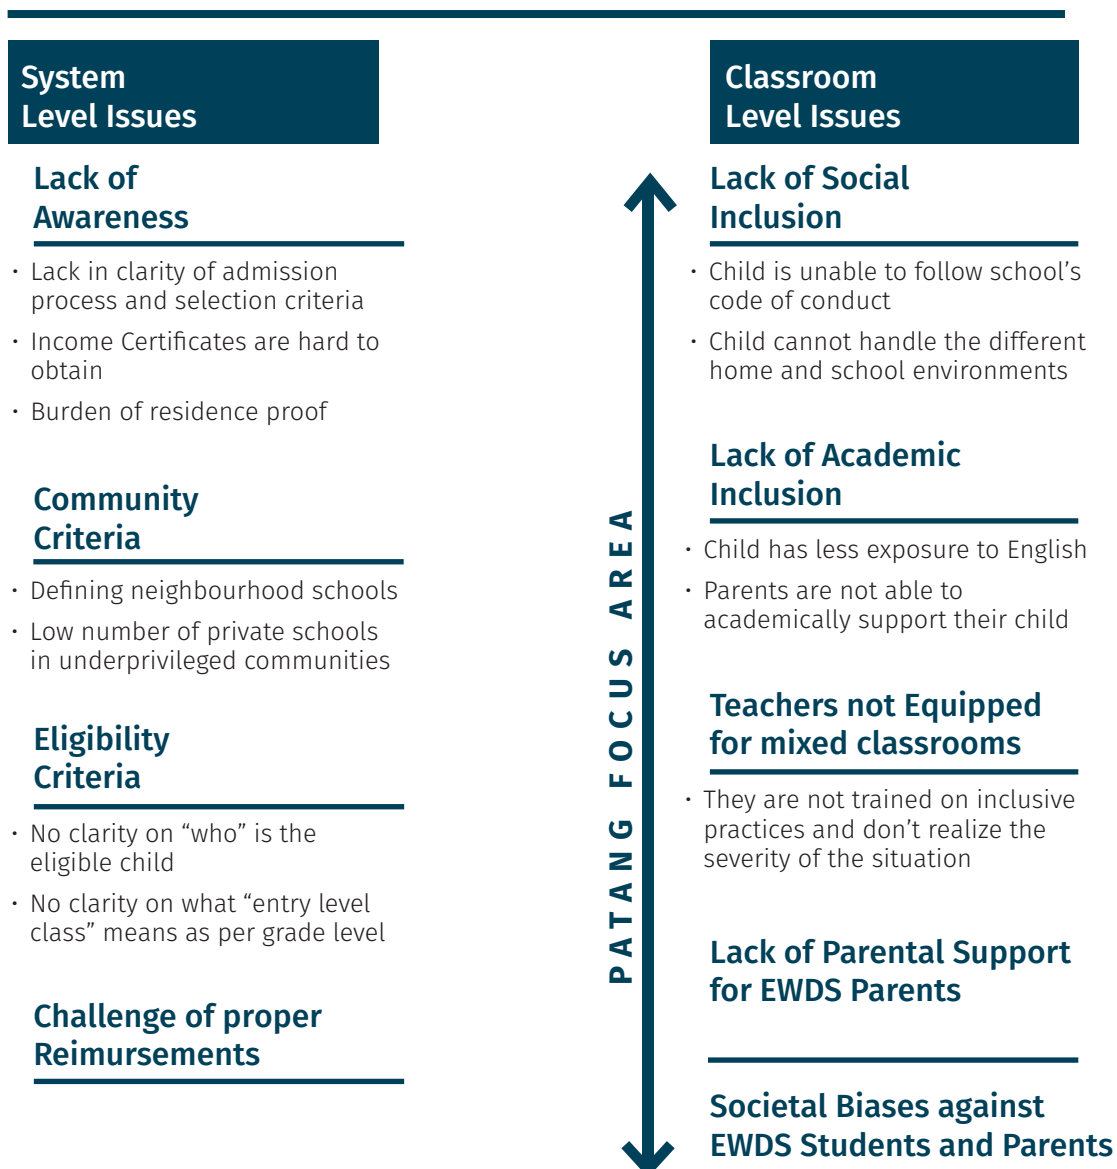 System
Level Issues
Lack of
Awareness
· Lack in clarity of admission
process and selection criteria
· Income Certificates are hard to
obtain
· Burden of residence proof
Community
Criteria
· Defining neighbourhood schools
· Low number of private schools
in underprivileged communities
Eligibility
Criteria
· No clarity on “who” is the
eligible child
· No clarity on what “entry level
class” means as per grade level
Challenge of proper
Reimursements
PATANG FOCUS AREA
Classroom
Level Issues
Lack of Social
Inclusion
· Child is unable to follow school’s
code of conduct
· Child cannot handle the different
home and school environments
Lack of Academic
Inclusion
· Child has less exposure to English
· Parents are not able to
academically support their child
Teachers not Equipped
for mixed classrooms
· They are not trained on inclusive
practices and don’t realize the
severity of the situation
Lack of Parental Support
for EWDS Parents
Societal Biases against
EWDS Students and Parents